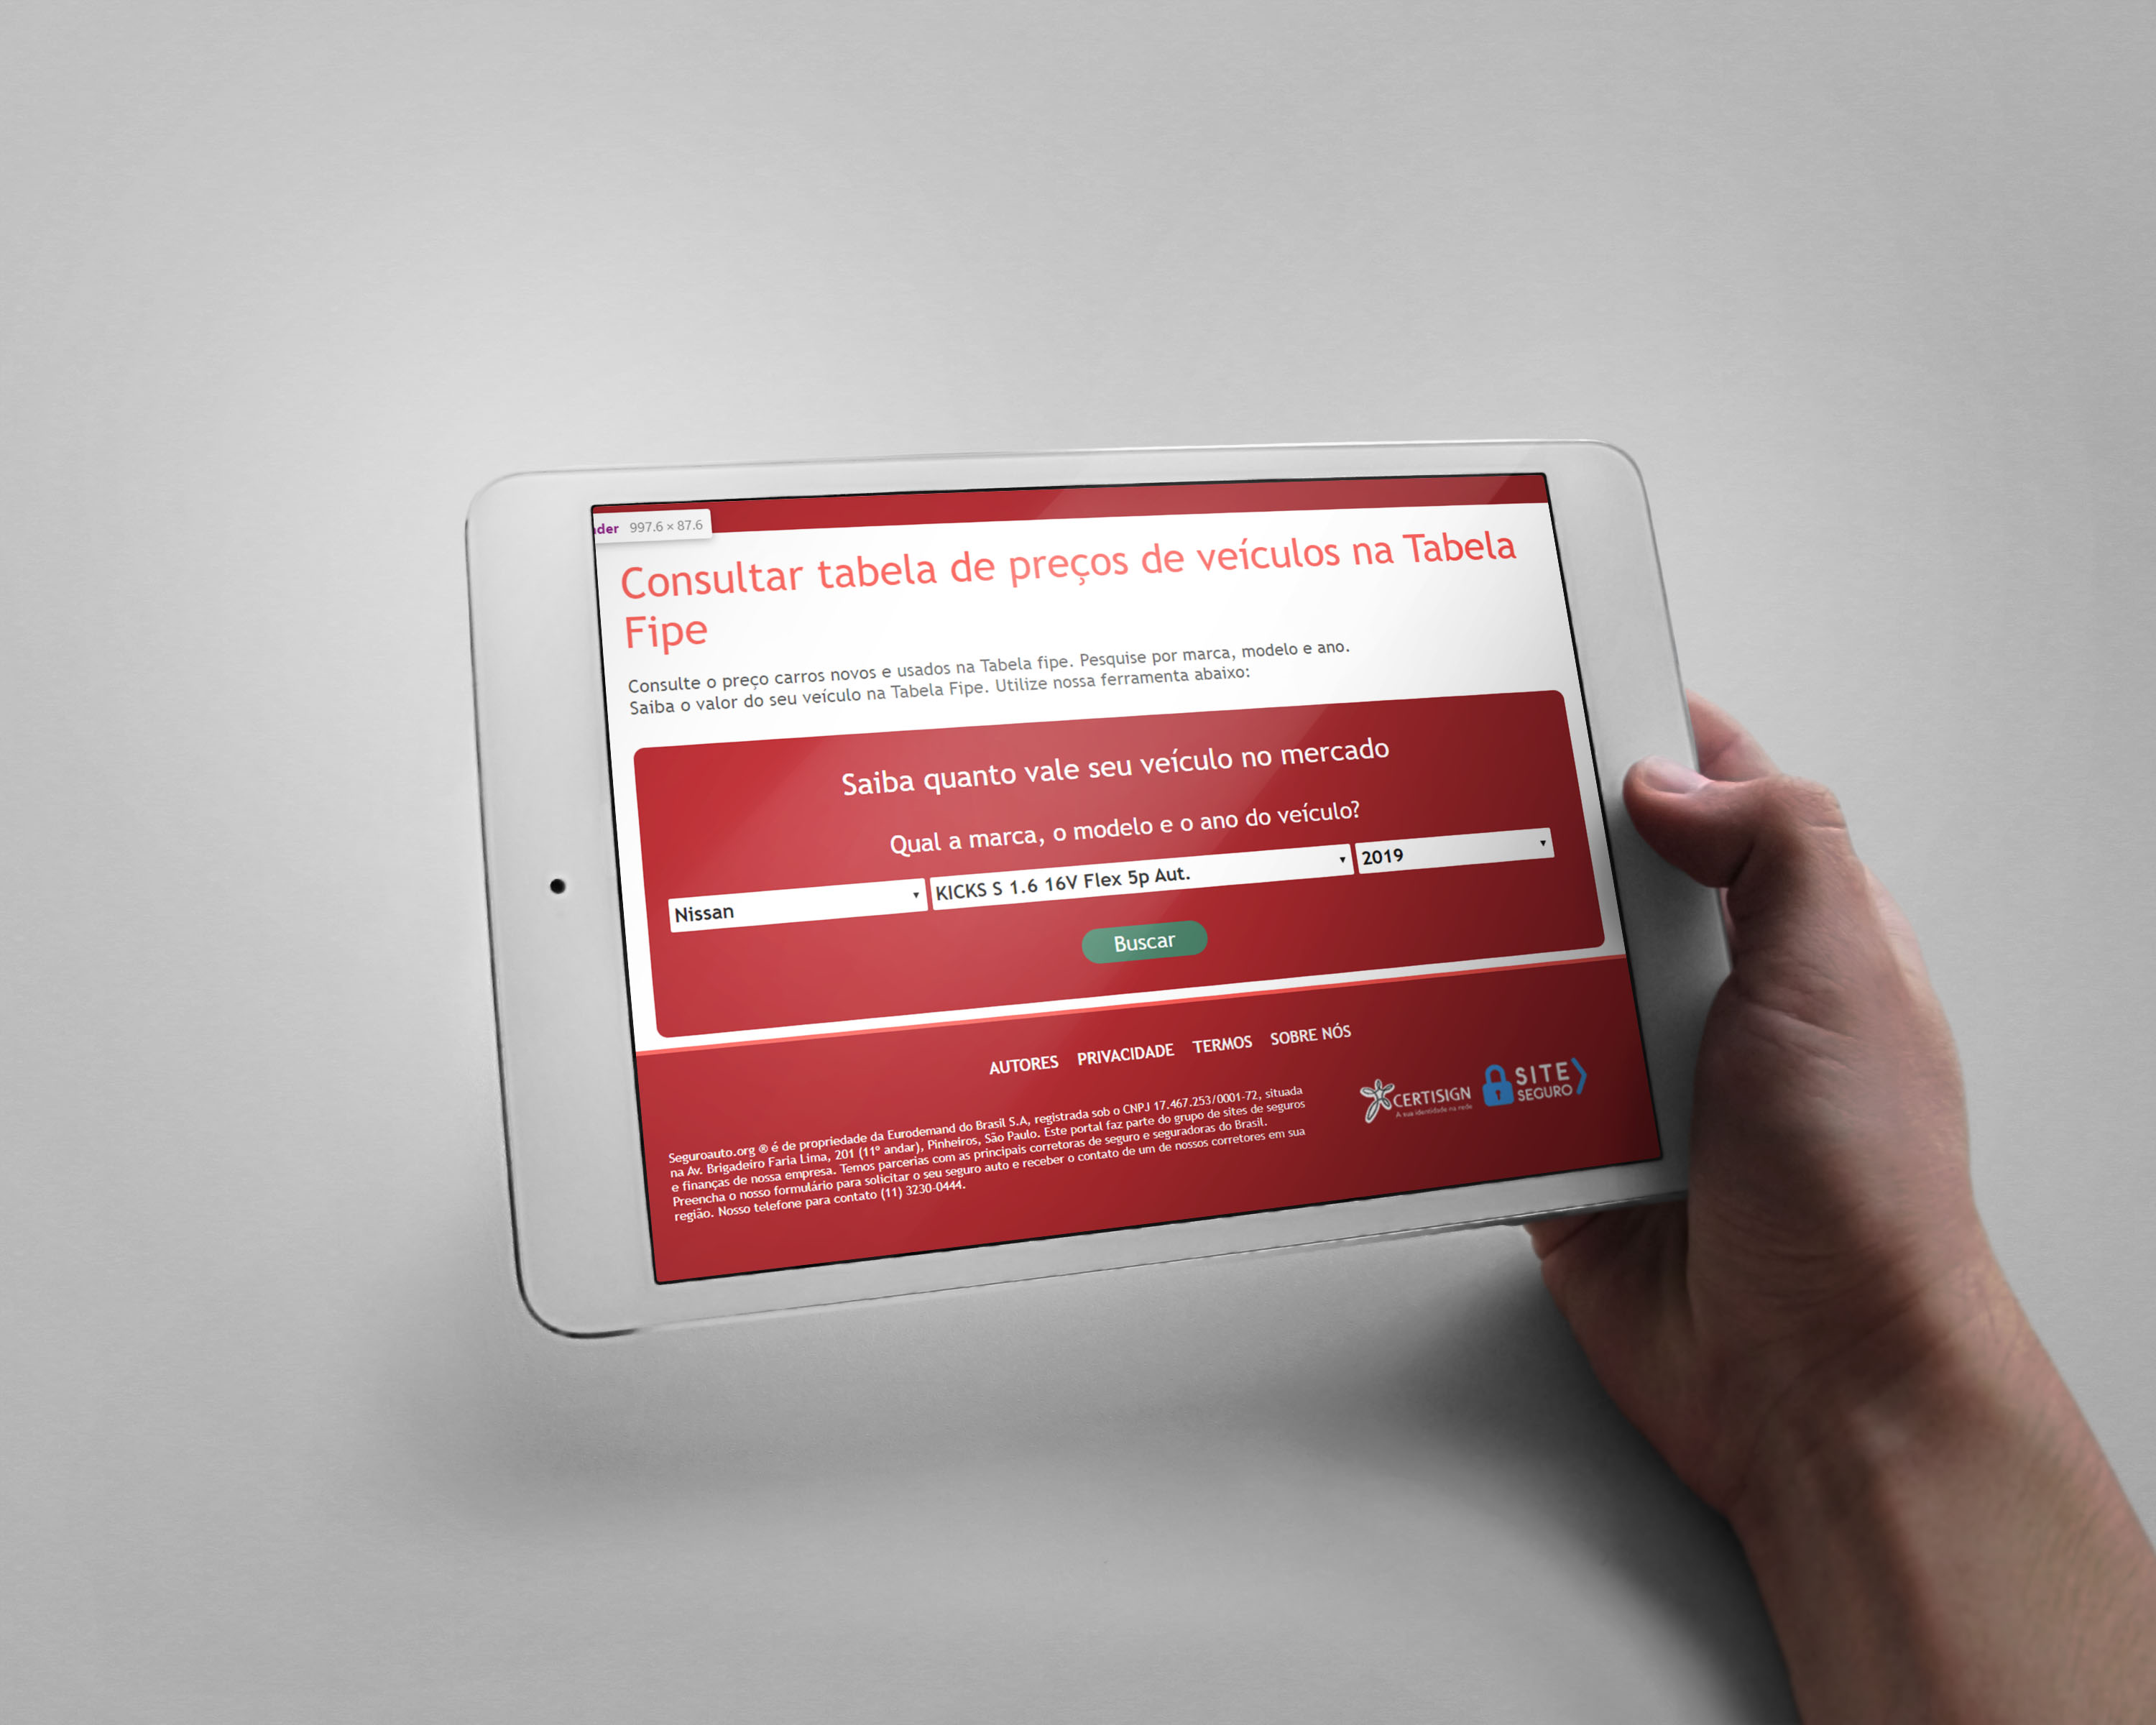 der 997.6 × 87.6
Consultar tabela de preços de veículos na Tabela
Fipe
Consulte o preço carros novos e usados na Tabela fipe. Pesquise por marca, modelo e ano.
Saiba o valor do seu veículo na Tabela Fipe. Utilize nossa ferramenta abaixo:
Saiba quanto vale seu veículo no mercado
Qual a marca, o modelo e o ano do veículo?
Nissan KICKS S 1.6 16V Flex 5p Aut. 2019
Buscar
AUTORES PRIVACIDADE TERMOS SOBRE NÓS
Seguroauto.org ® é de propriedade da Eurodemand do Brasil S.A, registrada sob o CNPJ 17.467.253/0001-72, situada
na Av. Brigadeiro Faria Lima, 201 (11º andar), Pinheiros, São Paulo. Este portal faz parte do grupo de sites de seguros
e finanças de nossa empresa. Temos parcerias com as principais corretoras de seguro e seguradoras do Brasil.
Preencha o nosso formulário para solicitar o seu seguro auto e receber o contato de um de nossos corretores em sua
região. Nosso telefone para contato (11) 3230-0444.
CERTISIGN
A sua identidade na rede
SITE
SEGURO